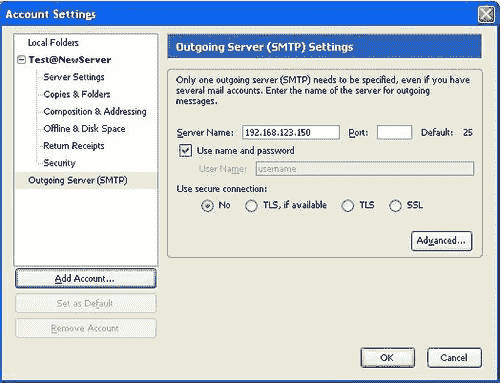 Account Settings
Local Folders
Test@NewServer
Server Settings
Copies & Folders
Composition & Addressing
Offline & Disk Space
Return Receipts
Security
Outgoing Server (SMTP)
Add Account...
Set as Default
Remove Account
Outgoing Server (SMTP) Settings
Only one outgoing server (SMTP) needs to be specified, even if you have
several mail accounts. Enter the name of the server for outgoing
messages.
Server Name: 192.168.123.150 Port: Default: 25
Use name and password
User Name: username
Use secure connection:
No TLS, if available TLS SSL
Advanced...
OK Cancel